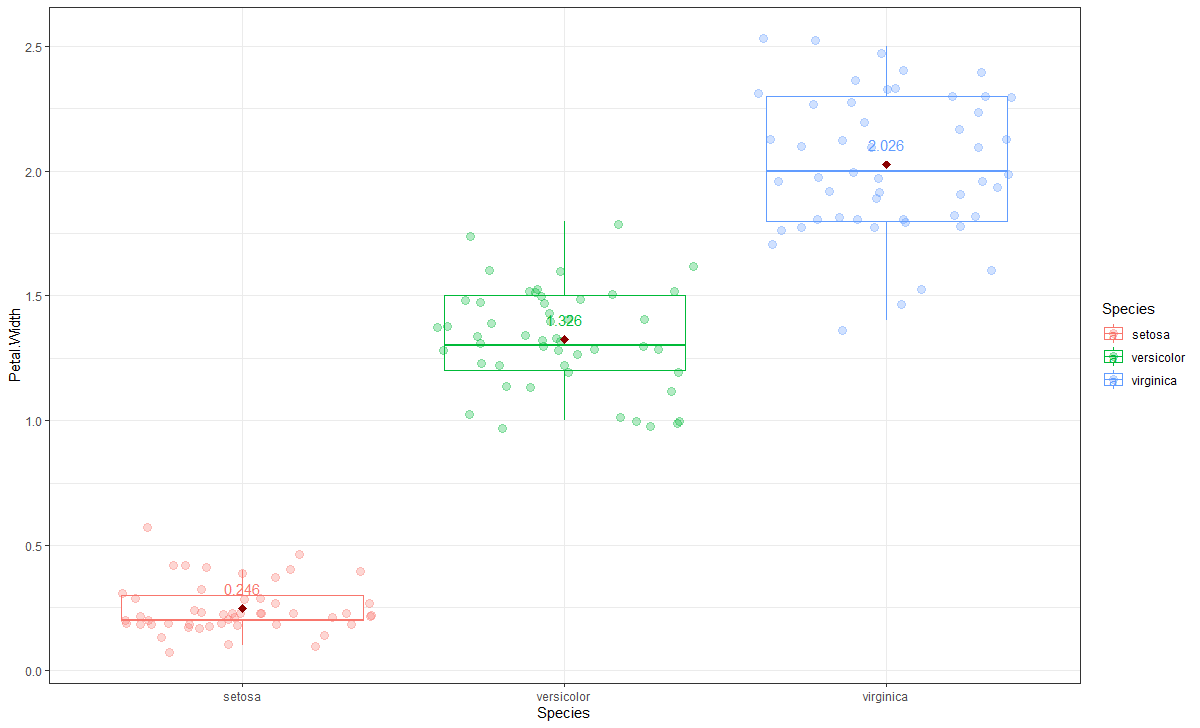 2.5
2.0
1.5
1.0
0.5
0.0
Petal.Width
2.026
1.326
0.246
setosa
versicolor
virginica
Species
Species
setosa
versicolor
virginica